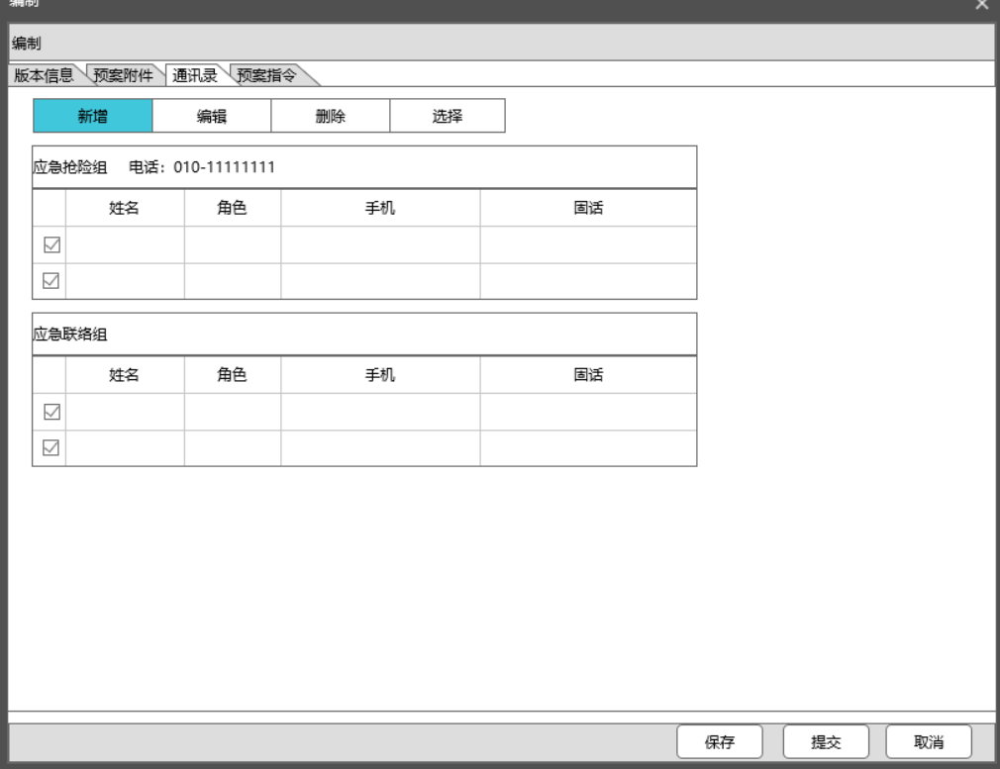 编制
编制
版本信息 预案附件 通讯录 预案指令
新增 编辑 删除 选择
应急抢险组 电话：010-11111111
姓名 角色 手机 固话
应急联络组
姓名 角色 手机 固话
保存 提交 取消